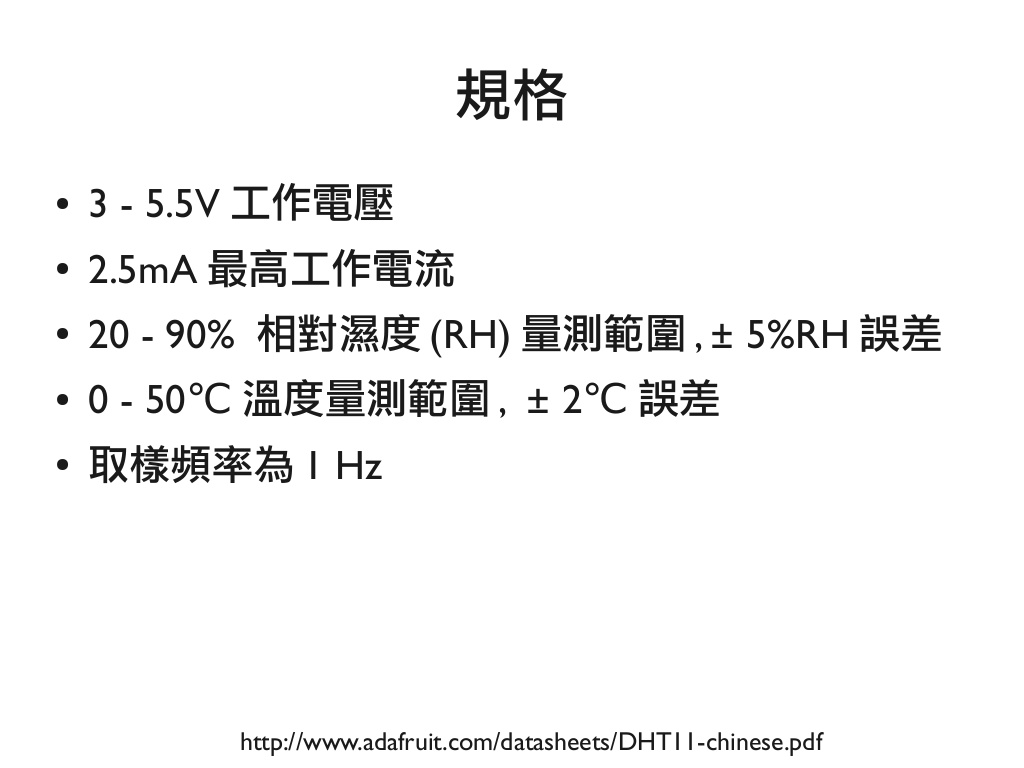 規格
• 3 - 5.5V 工作電壓
• 2.5mA 最高工作電流
• 20 - 90% 相對濕度 (RH) 量測範圍 , ± 5%RH 誤差
• 0 - 50°C 溫度量測範圍 , ± 2°C 誤差
• 取樣頻率為 1 Hz
http://www.adafruit.com/datasheets/DHT11-chinese.pdf